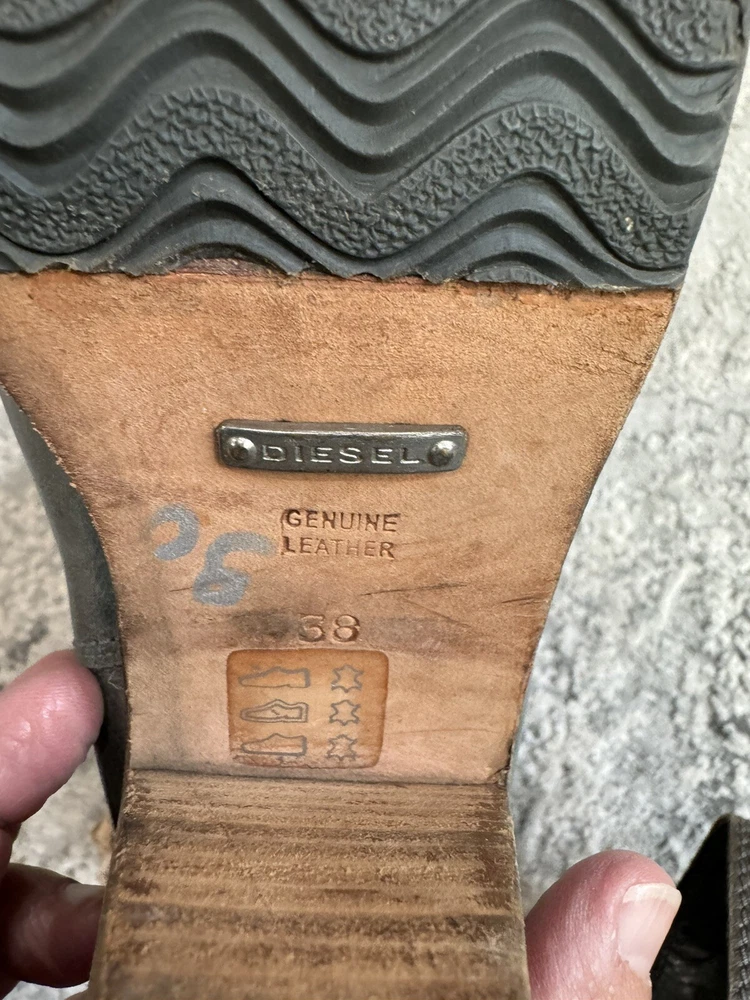 DIESEL
GENUINE
LEATHER
38